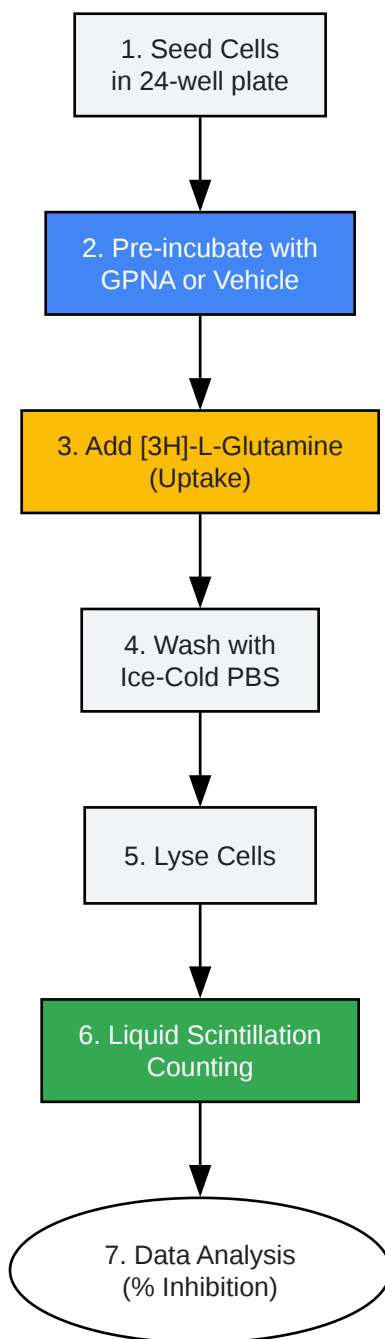 1. Seed Cells
in 24-well plate
2. Pre-incubate with
GPNA or Vehicle
3. Add [3H]-L-Glutamine
(Uptake)
4. Wash with
Ice-Cold PBS
5. Lyse Cells
6. Liquid Scintillation
Counting
7. Data Analysis
(% Inhibition)